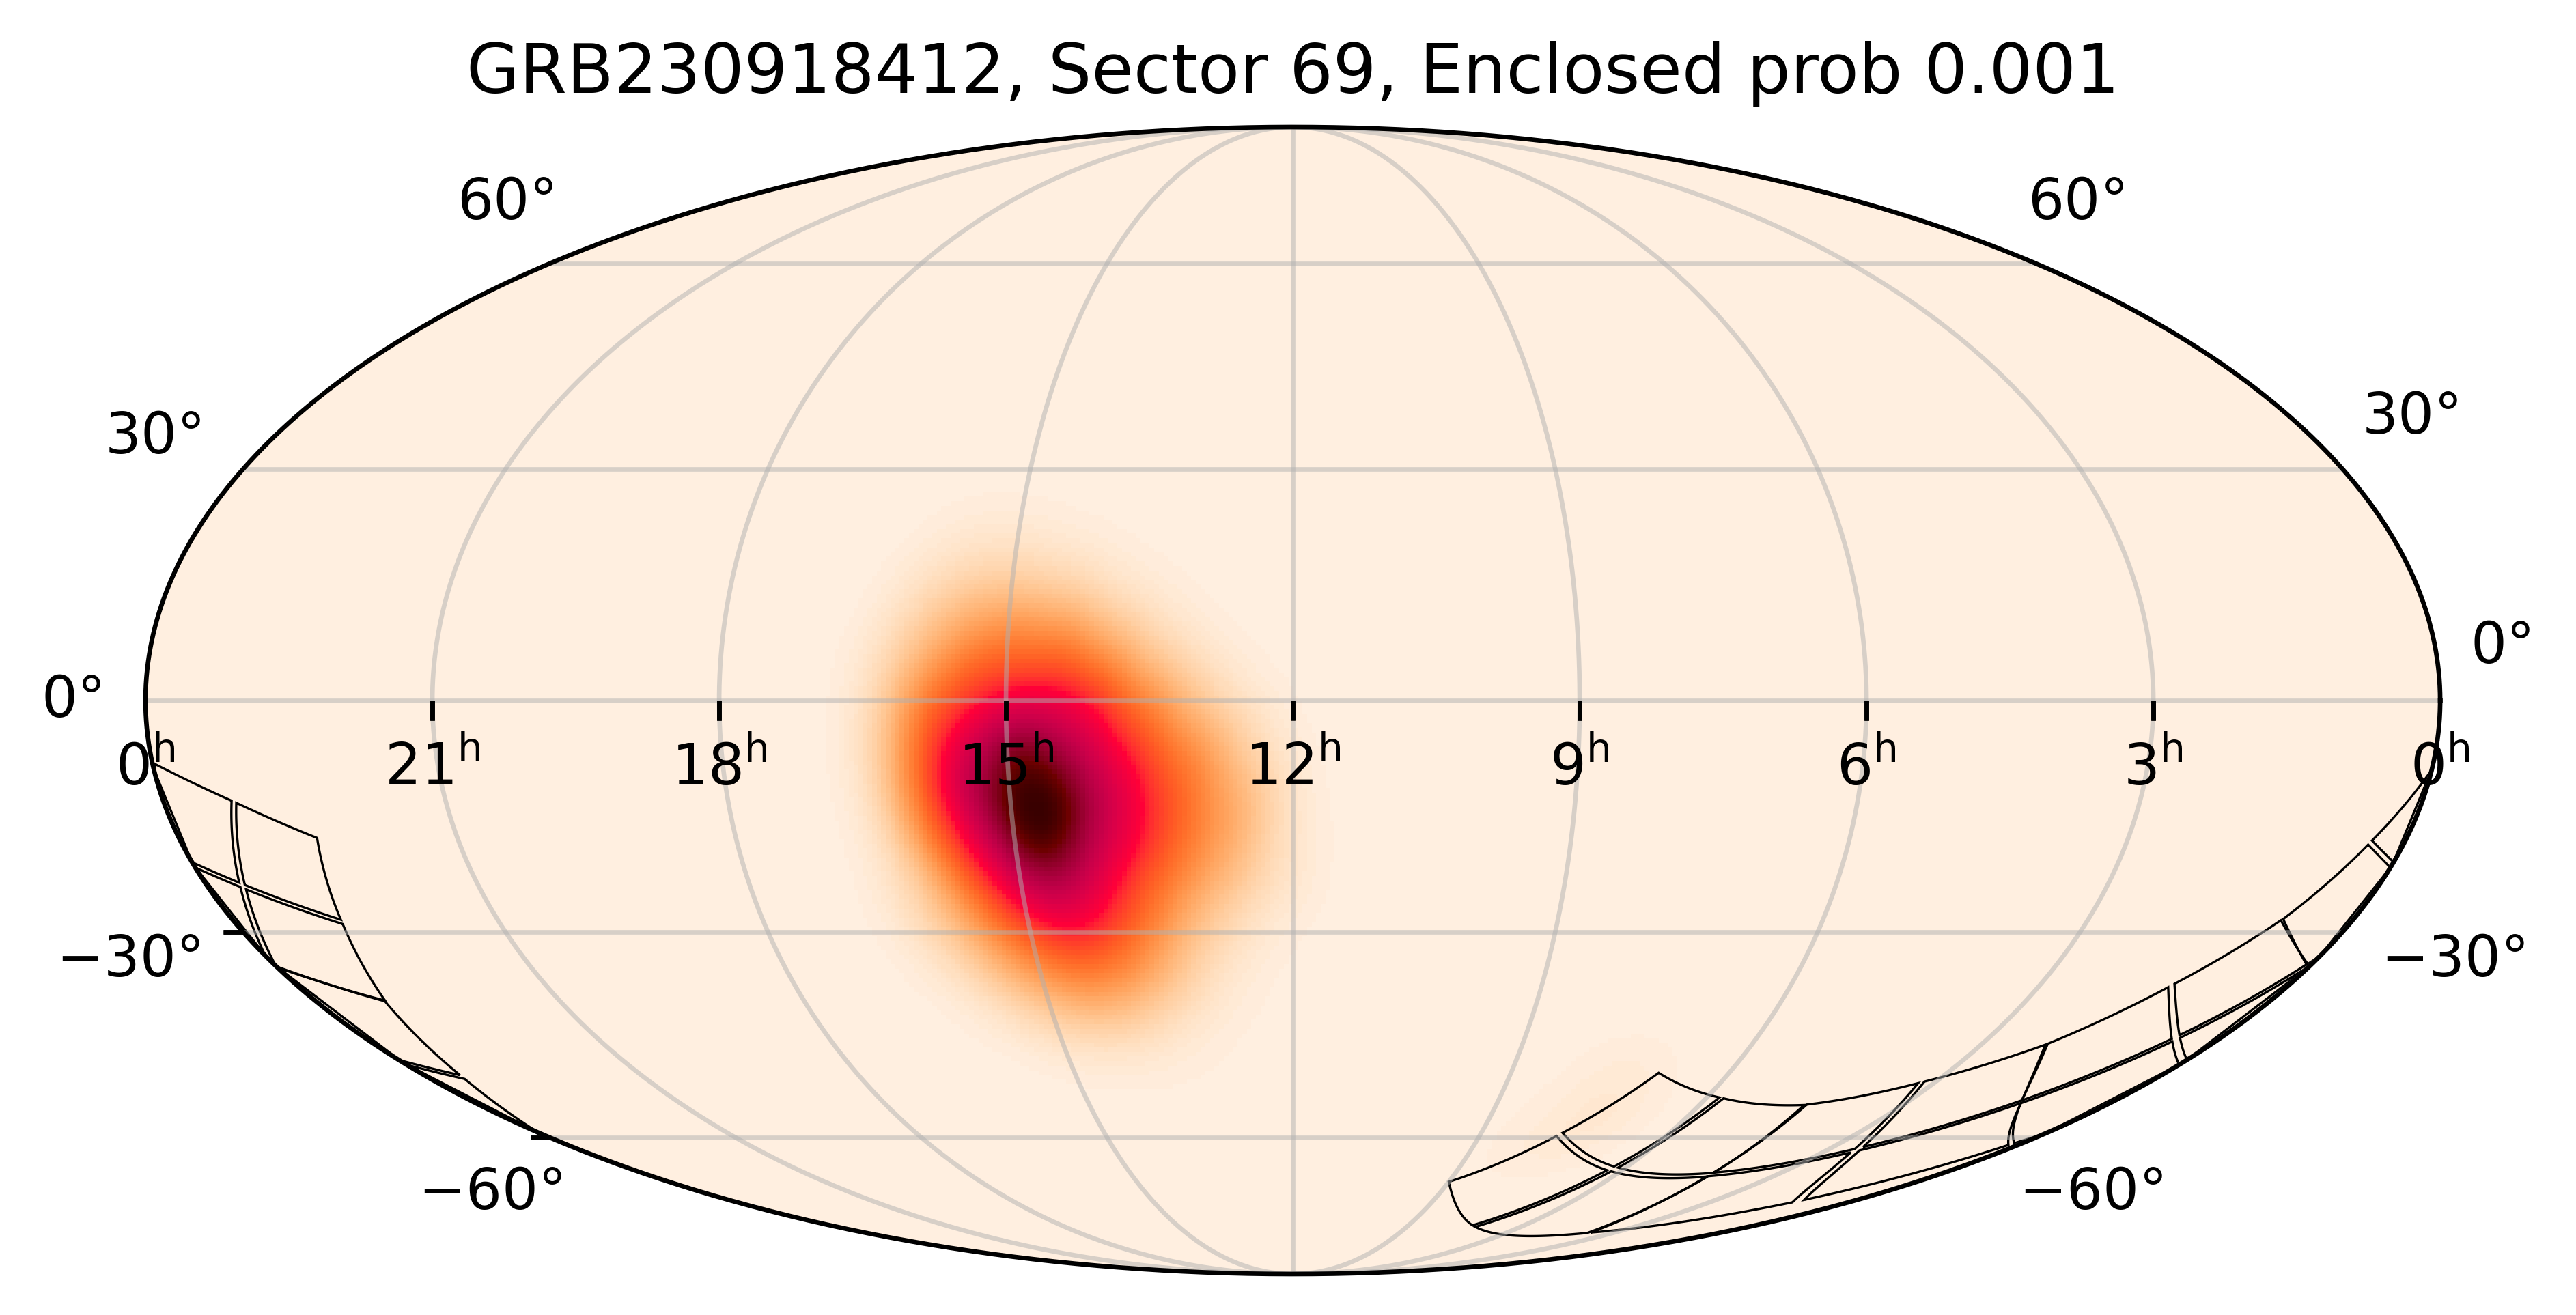 GRB230918412, Sector 69, Enclosed prob 0.001
60° 60°
30° 30°
0° 0°
0ʰ 21ʰ 18ʰ 15ʰ 12ʰ 9ʰ 6ʰ 3ʰ 0ʰ
−30° −30°
−60° −60°